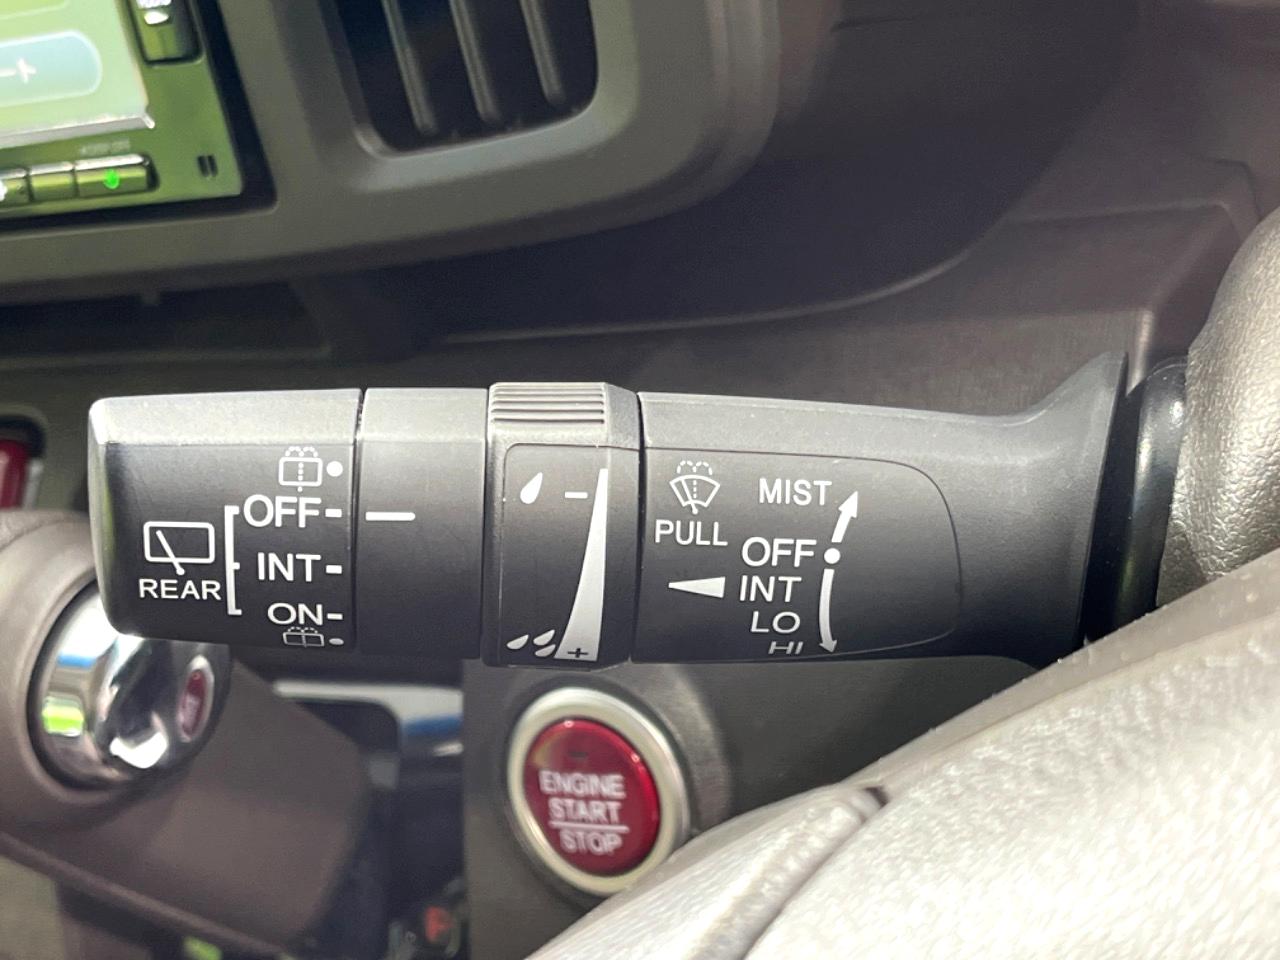 OFF
INT
ON
REAR
−
+
PULL
MIST
OFF
INT
LO
HI
ENGINE
START
STOP